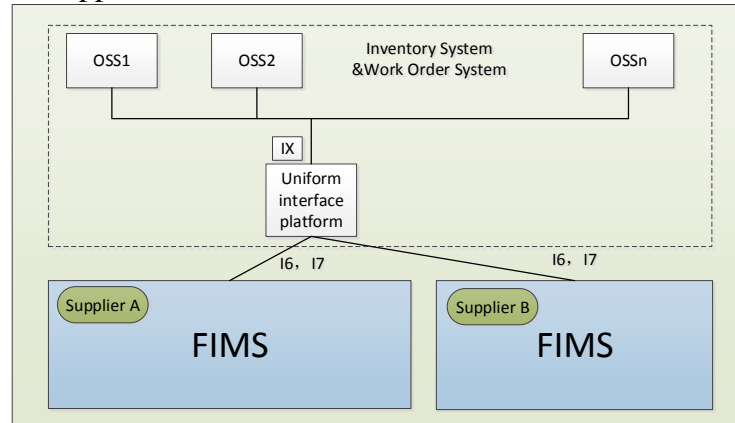 OSS1
OSS2
Inventory System
&Work Order System
OSSn
IX
Uniform
interface
platform
I6， I7
I6， I7
Supplier A
FIMS
Supplier B
FIMS